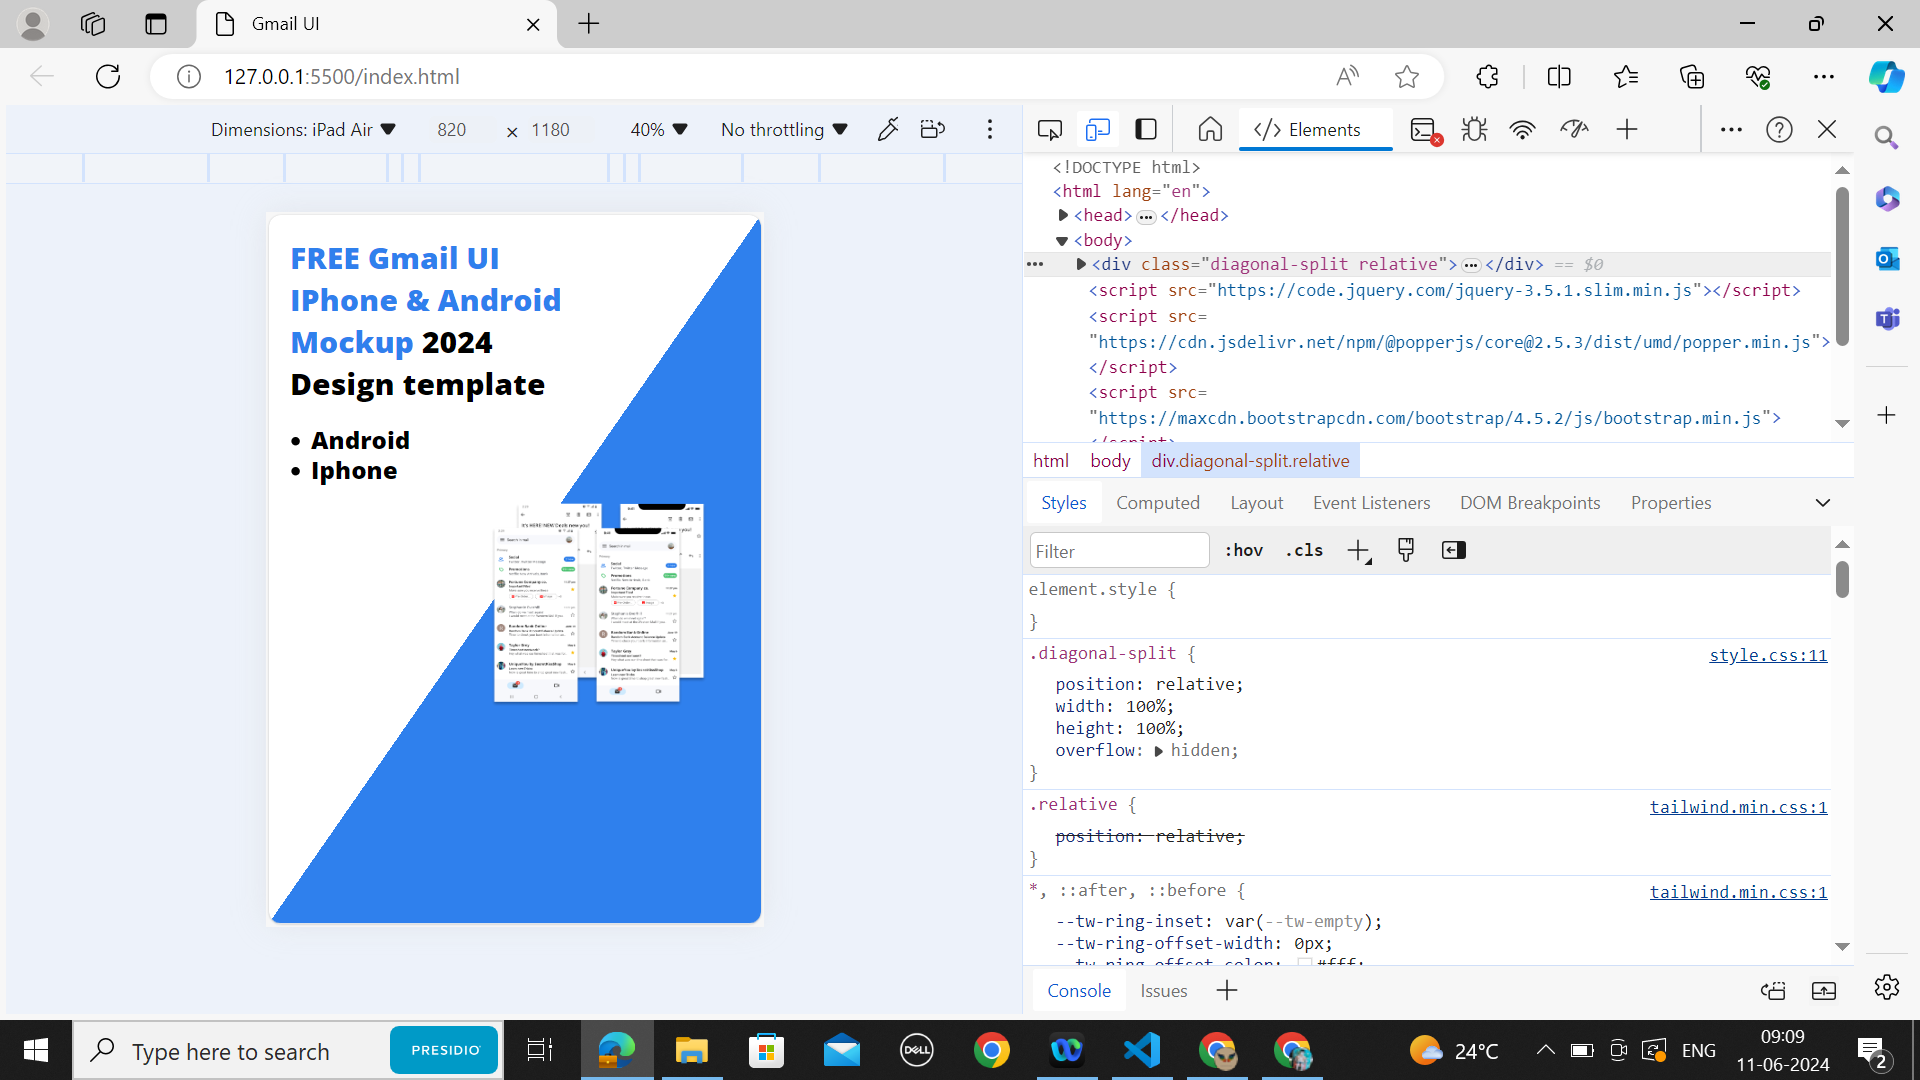 Gmail UI
127.0.0.1:5500/index.html
Dimensions: iPad Air 820 × 1180 40% No throttling
Elements
FREE Gmail UI
IPhone & Android
Mockup 2024
Design template
• Android
• Iphone
<!DOCTYPE html>
<html lang="en">
<head> ••• </head>
<body>
••• <div class="diagonal-split relative"> ••• </div> == $0
<script src="https://code.jquery.com/jquery-3.5.1.slim.min.js"></script>
<script src=
"https://cdn.jsdelivr.net/npm/@popperjs/core@2.5.3/dist/umd/popper.min.js">
</script>
<script src=
"https://maxcdn.bootstrapcdn.com/bootstrap/4.5.2/js/bootstrap.min.js">
</script>
html body div.diagonal-split.relative
Styles Computed Layout Event Listeners DOM Breakpoints Properties
Filter :hov .cls
element.style {
}
.diagonal-split { style.css:11
position: relative;
width: 100%;
height: 100%;
overflow: hidden;
}
.relative { tailwind.min.css:1
position: relative;
}
*, ::after, ::before { tailwind.min.css:1
--tw-ring-inset: var(--tw-empty);
--tw-ring-offset-width: 0px;
--tw-ring-offset-color: #fff;
Console Issues
Type here to search PRESIDIO
DELL
24°C ENG 09:09
11-06-2024 2